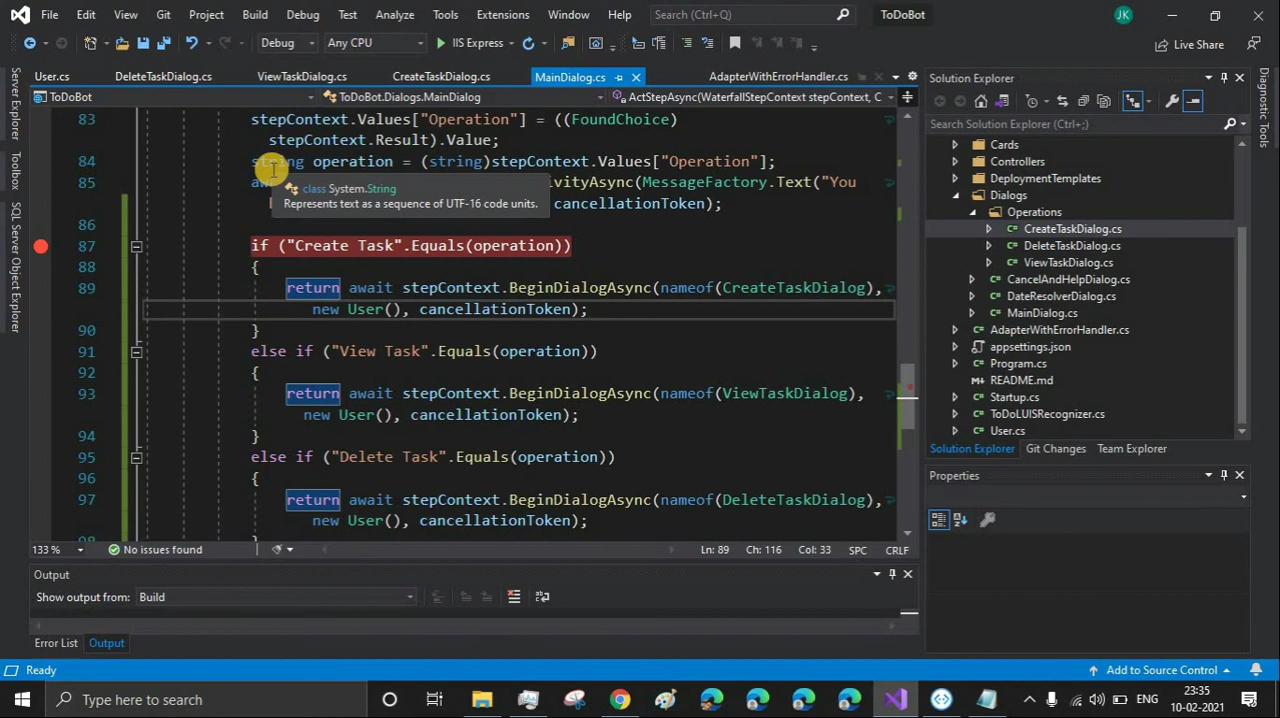 File Edit View Git Project Build Debug Test Analyze Tools Extensions Window Help Search (Ctrl+Q) ToDoBot JK
Debug Any CPU IIS Express Live Share
User.cs DeleteTaskDialog.cs ViewTaskDialog.cs CreateTaskDialog.cs MainDialog.cs AdapterWithErrorHandler.cs
ToDoBot ToDoBot.Dialogs.MainDialog ActStepAsync(WaterfallStepContext stepContext, C
Server Explorer
Toolbox
SQL Server Object Explorer
83 stepContext.Values["Operation"] = ((FoundChoice)
stepContext.Result).Value;
84 string operation = (string)stepContext.Values["Operation"];
85 ivityAsync(MessageFactory.Text("You
cancellationToken);
class System.String
Represents text as a sequence of UTF-16 code units.
86
87 if ("Create Task".Equals(operation))
88 {
89 return await stepContext.BeginDialogAsync(nameof(CreateTaskDialog),
new User(), cancellationToken);
90 }
91 else if ("View Task".Equals(operation))
92 {
93 return await stepContext.BeginDialogAsync(nameof(ViewTaskDialog),
new User(), cancellationToken);
94 }
95 else if ("Delete Task".Equals(operation))
96 {
97 return await stepContext.BeginDialogAsync(nameof(DeleteTaskDialog),
new User(), cancellationToken);
133 % No issues found Ln: 89 Ch: 116 Col: 33 SPC CRLF
Output
Show output from: Build
Error List Output
Solution Explorer
Search Solution Explorer (Ctrl+;)
Cards
Controllers
DeploymentTemplates
Dialogs
Operations
CreateTaskDialog.cs
DeleteTaskDialog.cs
ViewTaskDialog.cs
CancelAndHelpDialog.cs
DateResolverDialog.cs
MainDialog.cs
AdapterWithErrorHandler.cs
appsettings.json
Program.cs
README.md
Startup.cs
ToDoLUISRecognizer.cs
User.cs
Solution Explorer Git Changes Team Explorer
Properties
Diagnostic Tools
Ready Add to Source Control
Type here to search ENG 23:35
10-02-2021